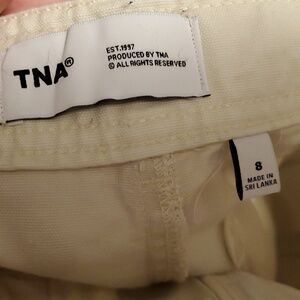 TNA®
EST.1997
PRODUCED BY TNA
© ALL RIGHTS RESERVED
8
MADE IN
SRI LANKA